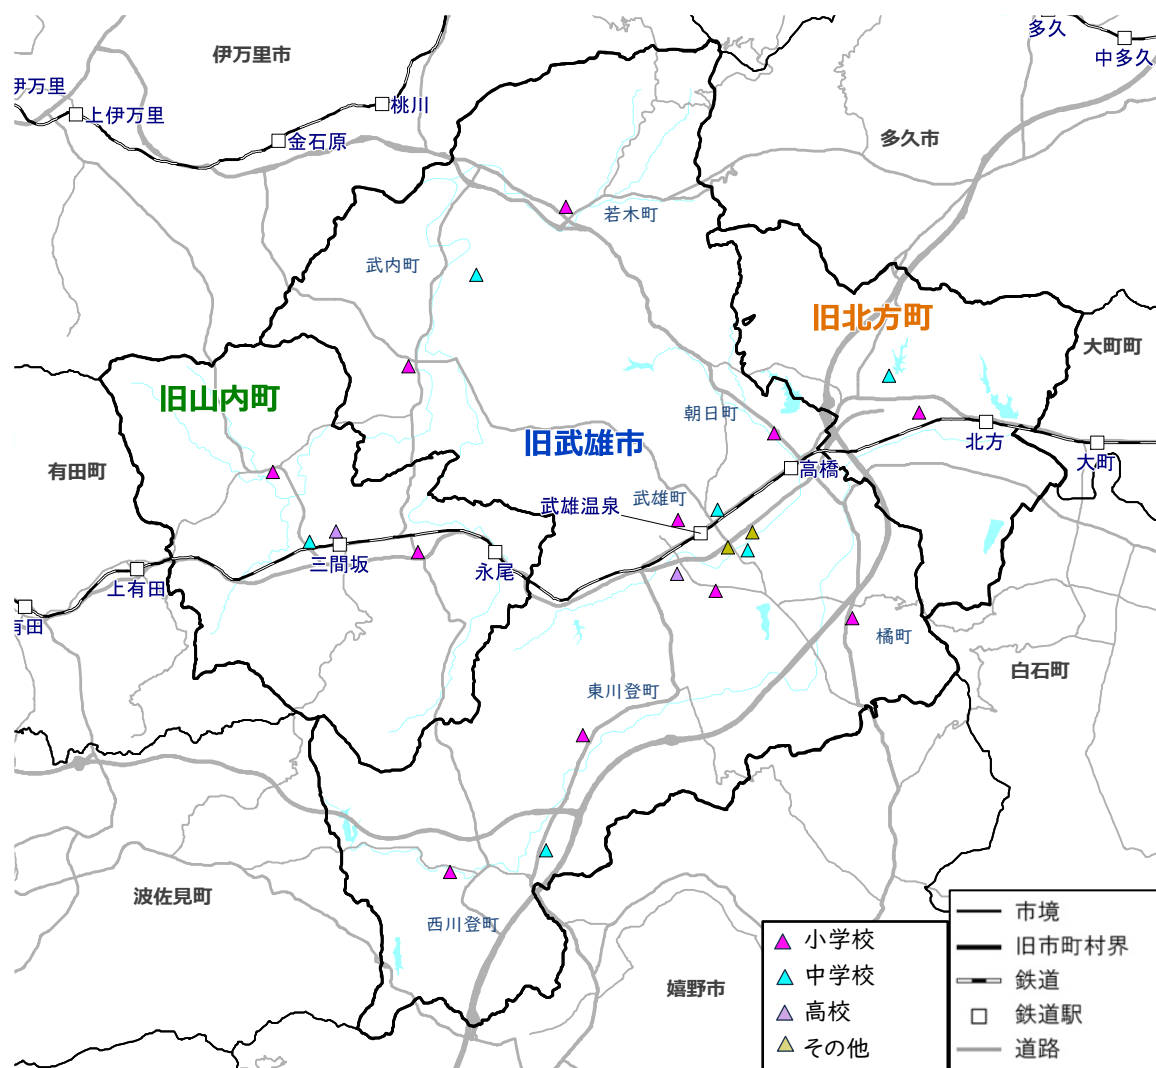 多久
伊万里市
中多久
伊万里
桃川
上伊万里
金石原
多久市
若木町
武内町
旧北方町
大町町
旧山内町
朝日町
旧武雄市
北方
有田町
大町
高橋
武雄町
武雄温泉
三間坂
永尾
上有田
有田
橘町
白石町
東川登町
波佐見町
西川登町
嬉野市
小学校
中学校
高校
その他
市境
旧市町村界
鉄道
鉄道駅
道路